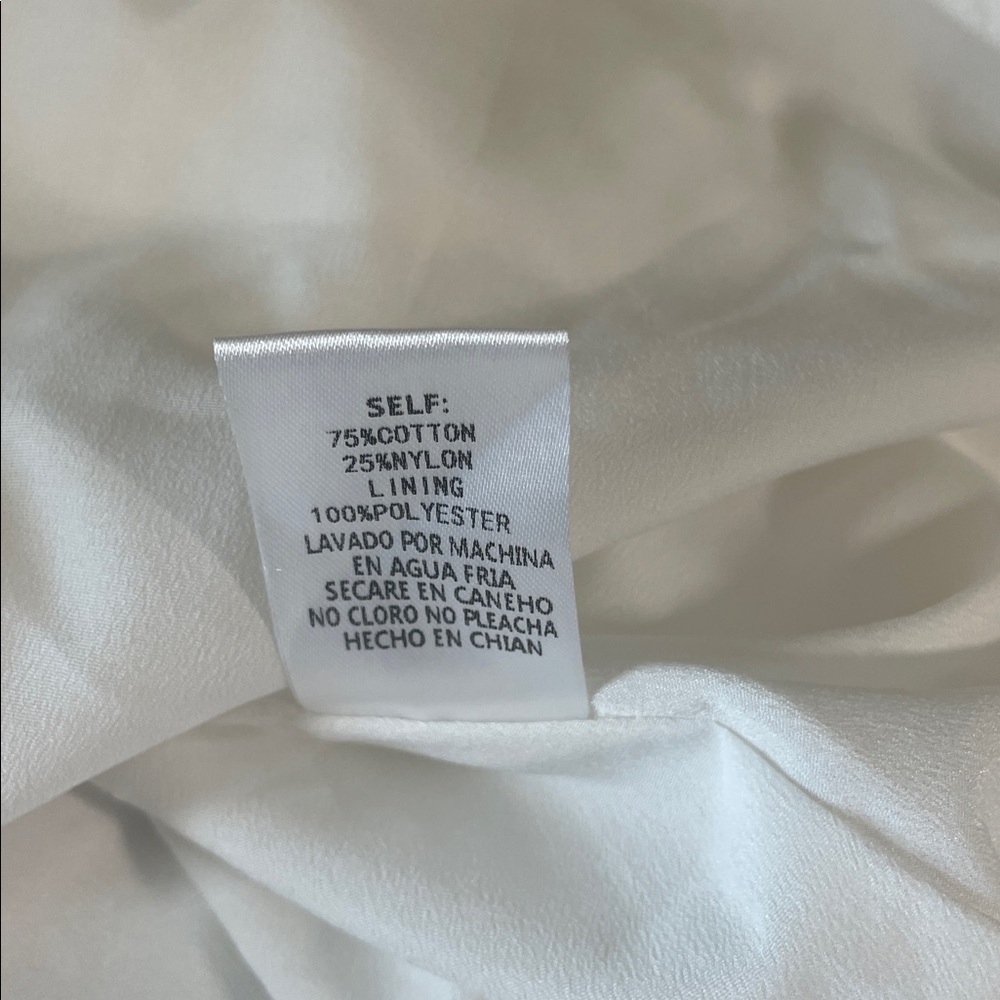 SELF:
75%COTTON
25%NYLON
LINING
100%POLYESTER
LAVADO POR MACHINA
EN AGUA FRIA
SECARE EN CANEHO
NO CLORO NO PLEACHA
HECHO EN CHIAN